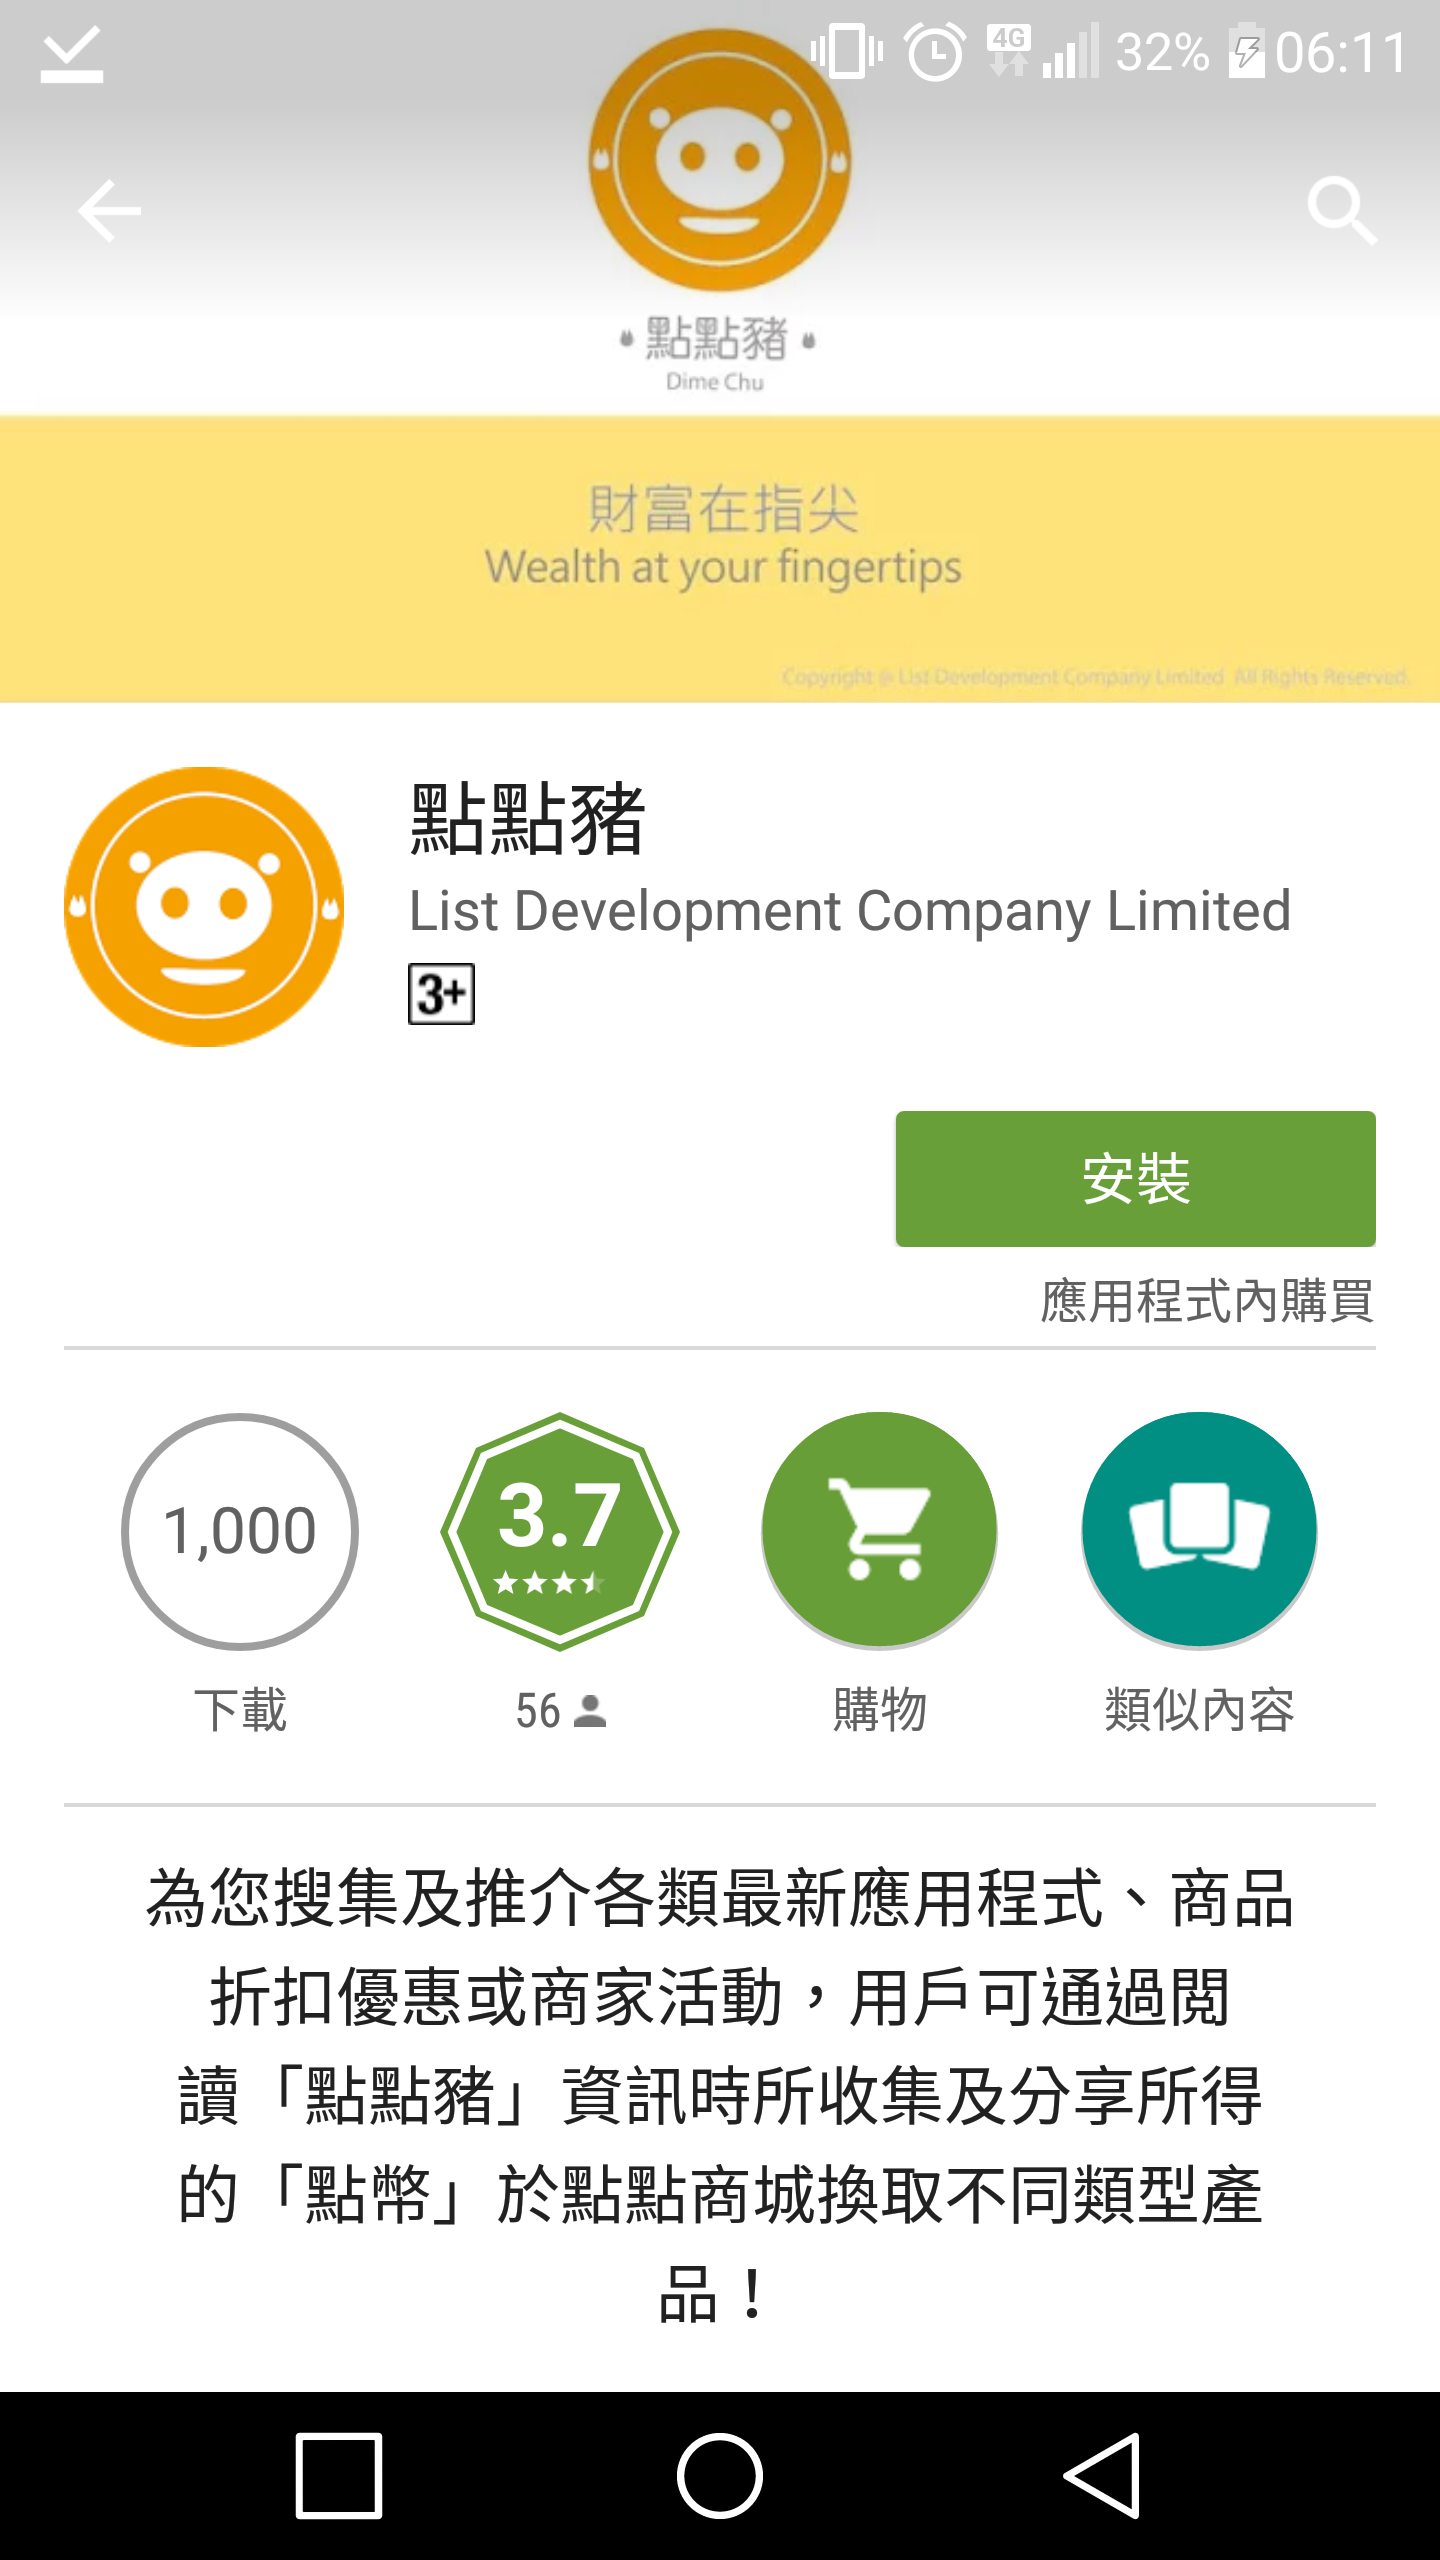 4G 32% 06:11
點點豬
Dime Chu
財富在指尖
Wealth at your fingertips
Copyright @ List Development Company Limited All Rights Reserved.
點點豬
List Development Company Limited
3+
安裝
應用程式內購買
1,000
3.7
下載
56
購物
類似內容
為您搜集及推介各類最新應用程式、商品
折扣優惠或商家活動，用戶可通過閱
讀「點點豬」資訊時所收集及分享所得
的「點幣」於點點商城換取不同類型產
品！